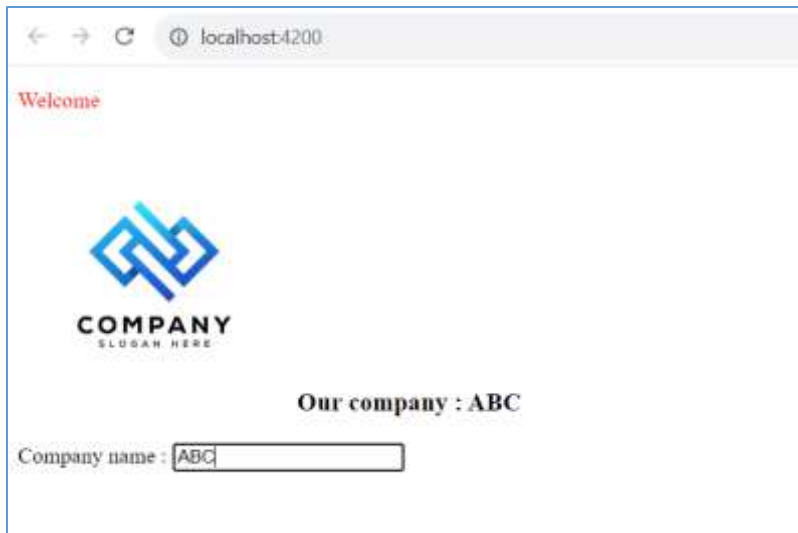 localhost:4200
Welcome
COMPANY
SLOGAN HERE
Our company : ABC
Company name : ABC